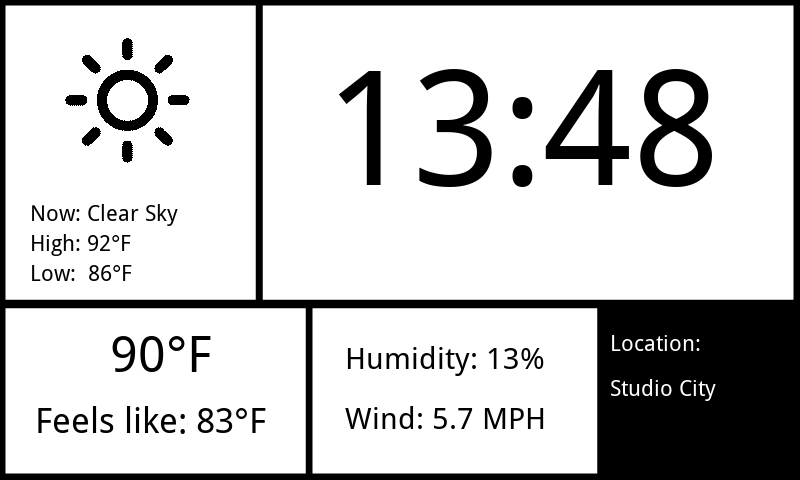 Now: Clear Sky
High: 92°F
Low: 86°F
13:48
90°F
Feels like: 83°F
Humidity: 13%
Wind: 5.7 MPH
Location:
Studio City